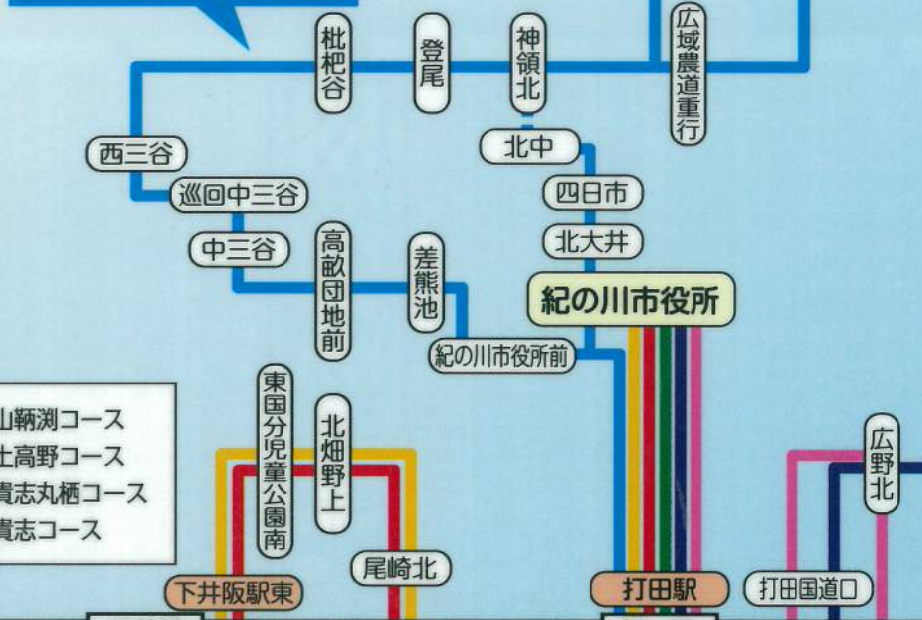 枇杷谷
登尾
神領北
広域農道重行
西三谷
北中
巡回中三谷
四日市
中三谷
高畝団地前
差熊池
北大井
紀の川市役所
紀の川市役所前
山鞆渕コース
土高野コース
貴志丸栖コース
貴志コース
東国分児童公園南
北畑野上
広野北
尾崎北
下井阪駅東
打田駅
打田国道口